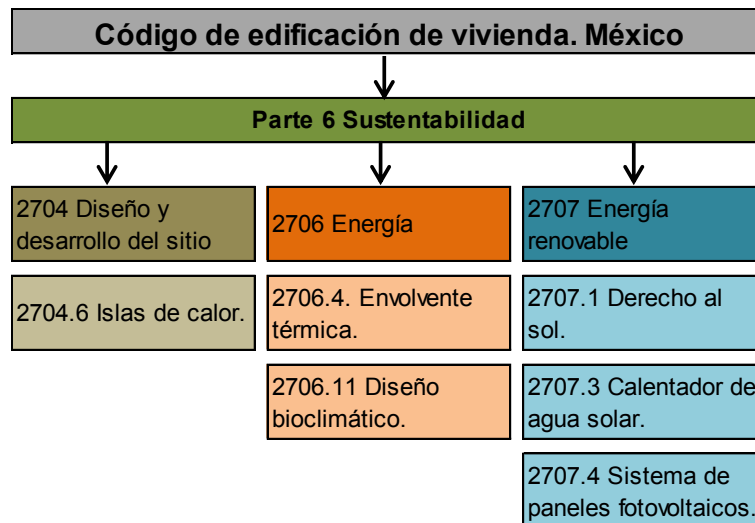 Código de edificación de vivienda. México
Parte 6 Sustentabilidad
2704 Diseño y
desarrollo del sitio
2704.6 Islas de calor.
2706 Energía
2706.4. Envolvente
térmica.
2706.11 Diseño
bioclimático.
2707 Energía
renovable
2707.1 Derecho al
sol.
2707.3 Calentador de
agua solar.
2707.4 Sistema de
paneles fotovoltaicos.